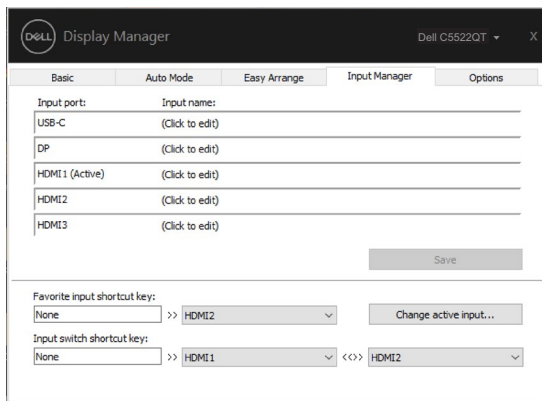 DELL Display Manager Dell C5522QT X
Basic Auto Mode Easy Arrange Input Manager Options
Input port: Input name:
USB-C (Click to edit)
DP (Click to edit)
HDMI1 (Active) (Click to edit)
HDMI2 (Click to edit)
HDMI3 (Click to edit)
Save
Favorite input shortcut key:
None >> HDMI2 Change active input...
Input switch shortcut key:
None >> HDMI1 <<>> HDMI2